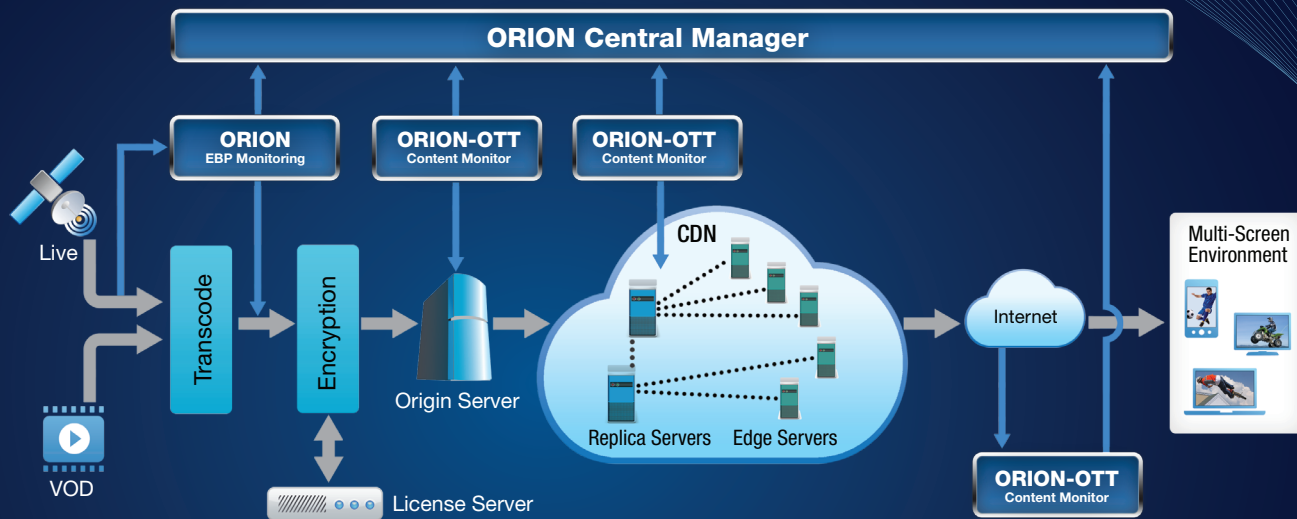 ORION Central Manager
ORION
EBP Monitoring
ORION-OTT
Content Monitor
ORION-OTT
Content Monitor
Live
VOD
Transcode
Encryption
License Server
Origin Server
CDN
Replica Servers
Edge Servers
Internet
Multi-Screen
Environment
ORION-OTT
Content Monitor